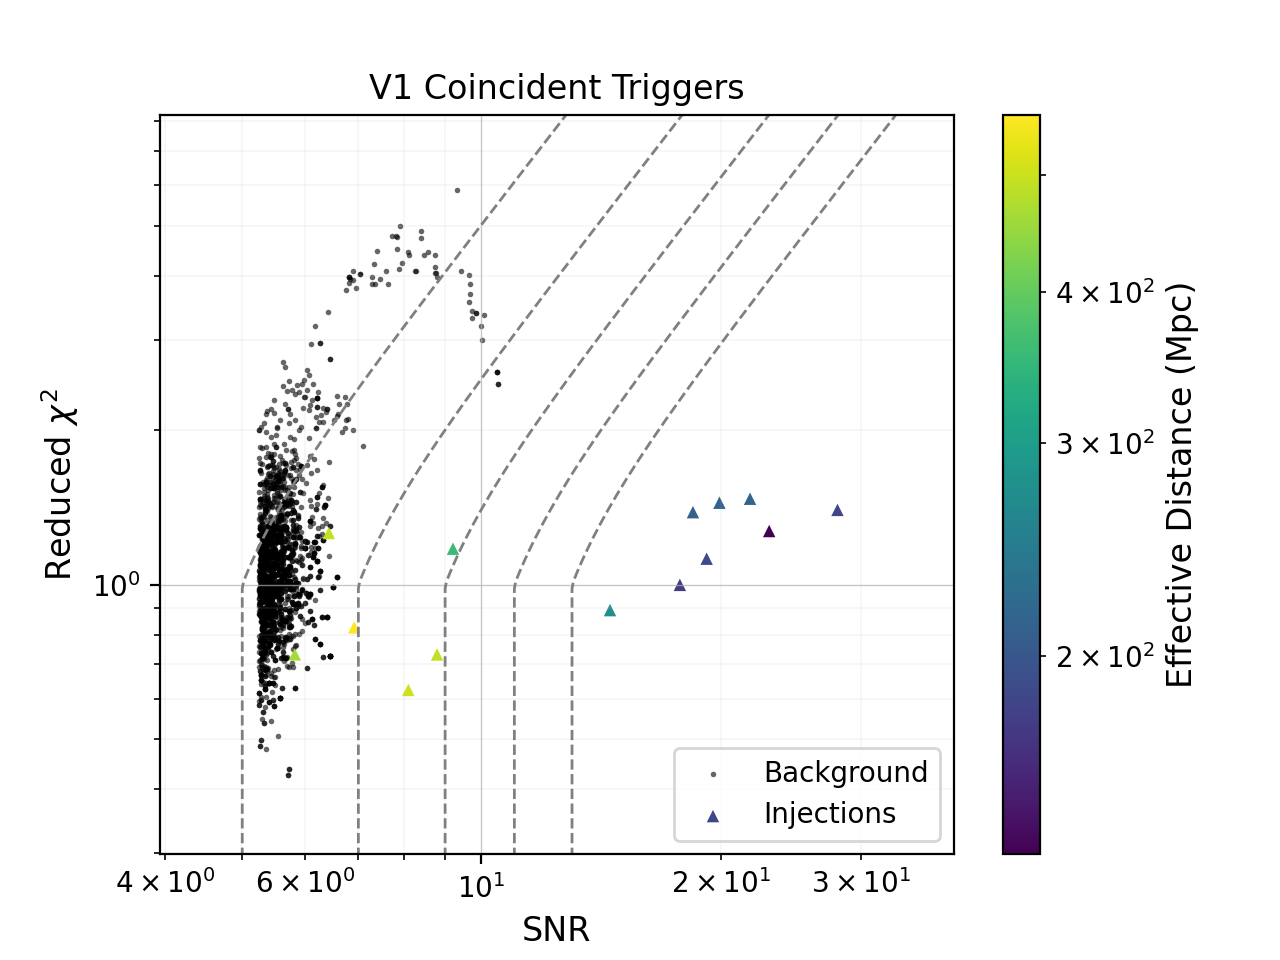 V1 Coincident Triggers
Reduced χ²
10⁰
4×10⁰
6×10⁰
10¹
2×10¹
3×10¹
SNR
Background
Injections
4×10²
3×10²
2×10²
Effective Distance (Mpc)